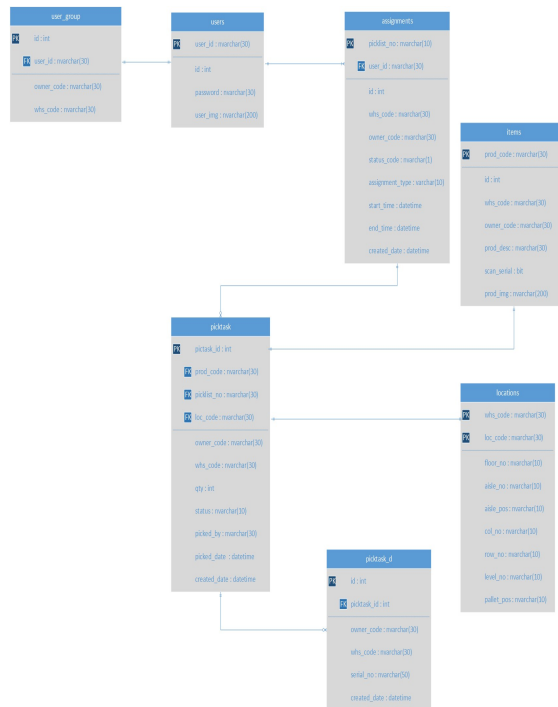 user_group
PK id : int
FK user_id : nvarchar(30)
owner_code : nvarchar(30)
whs_code : nvarchar(30)
users
PK user_id : nvarchar(30)
id : int
password : nvarchar(30)
user_img : nvarchar(200)
assignments
PK picklist_no : nvarchar(10)
FK user_id : nvarchar(30)
id : int
whs_code : nvarchar(30)
owner_code : nvarchar(30)
status_code : nvarchar(1)
assignment_type : varchar(10)
start_time : datetime
end_time : datetime
created_date : datetime
Items
PK prod_code : nvarchar(30)
id : int
whs_code : nvarchar(30)
owner_code : nvarchar(30)
prod_desc : nvarchar(30)
scan_serial : bit
prod_img : nvarchar(200)
picktask
PK pictask_id : int
FK prod_code : nvarchar(30)
FK picklist_no : nvarchar(30)
FK loc_code : nvarchar(30)
owner_code : nvarchar(30)
whs_code : nvarchar(30)
qty : int
status : nvarchar(10)
picked_by : nvarchar(30)
picked_date : datetime
created_date : datetime
locations
PK whs_code : nvarchar(30)
PK loc_code : nvarchar(30)
floor_no : nvarchar(10)
aisle_no : nvarchar(10)
aisle_pos : nvarchar(10)
col_no : nvarchar(10)
row_no : nvarchar(10)
level_no : nvarchar(10)
pallet_pos : nvarchar(10)
picktask_d
PK id : int
FK picktask_id : int
owner_code : nvarchar(30)
whs_code : nvarchar(30)
serial_no : nvarchar(50)
created_date : datetime